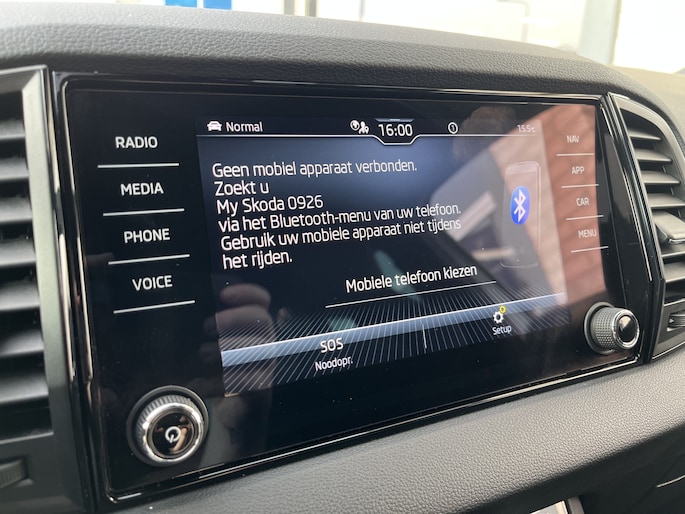 RADIO
MEDIA
PHONE
VOICE
Normal
16:00
15.5°c
Geen mobiel apparaat verbonden.
Zoekt u
My Skoda 0926
via het Bluetooth-menu van uw telefoon.
Gebruik uw mobiele apparaat niet tijdens
het rijden.
Mobiele telefoon kiezen
SOS
Noodopr.
Setup
NAV
APP
CAR
MENU